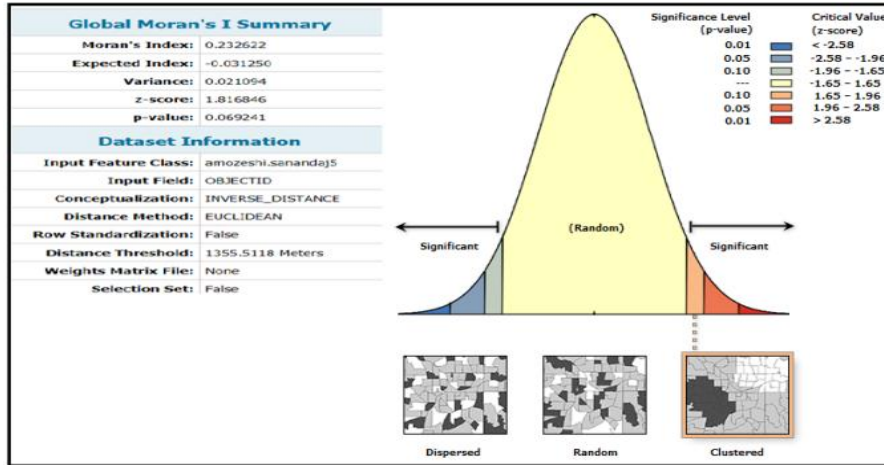 Global Moran's I Summary
Moran's Index: 0.232622
Expected Index: -0.031250
Variance: 0.021094
z-score: 1.816846
p-value: 0.069241
Dataset Information
Input Feature Class: amozeshi.sanandaj5
Input Field: OBJECTID
Conceptualization: INVERSE_DISTANCE
Distance Method: EUCLIDEAN
Row Standardization: False
Distance Threshold: 1355.5118 Meters
Weights Matrix File: None
Selection Set: False
Significance Level (p-value) Critical Value (z-score)
0.01 < -2.58
0.05 -2.58 - -1.96
0.10 -1.96 - -1.65
--- -1.65 - 1.65
0.10 1.65 - 1.96
0.05 1.96 - 2.58
0.01 > 2.58
Significant (Random) Significant
Dispersed Random Clustered